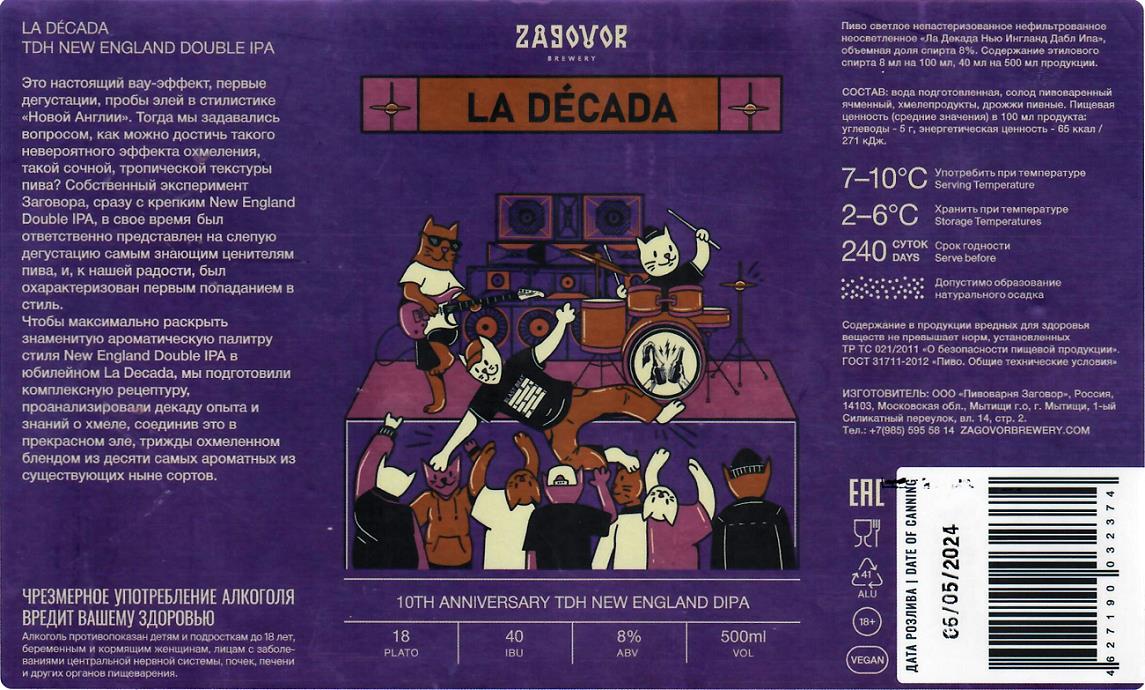 LA DÉCADA
TDH NEW ENGLAND DOUBLE IPA
Это настоящий вау-эффект, первые
дегустации, пробы элей в стилистике
«Новой Англии». Тогда мы задавались
вопросом, как можно достичь такого
невероятного эффекта охмеления,
такой сочной, тропической текстуры
пива? Собственный эксперимент
Заговора, сразу с крепким New England
Double IPA, в свое время был
ответственно представлен на слепую
дегустацию самым знающим ценителям
пива, и, к нашей радости, был
охарактеризован первым попаданием в
стиль.
Чтобы максимально раскрыть
знаменитую ароматическую палитру
стиля New England Double IPA в
юбилейном La Decada, мы подготовили
комплексную рецептуру,
проанализировали декаду опыта и
знаний о хмеле, соединив это в
прекрасном эле, трижды охмеленном
блендом из десяти самых ароматных из
существующих ныне сортов.
ЧРЕЗМЕРНОЕ УПОТРЕБЛЕНИЕ АЛКОГОЛЯ
ВРЕДИТ ВАШЕМУ ЗДОРОВЬЮ
Алкоголь противопоказан детям и подросткам до 18 лет,
беременным и кормящим женщинам, лицам с заболе-
ваниями центральной нервной системы, почек, печени
и других органов пищеварения.
ZAGOVOR
BREWERY
LA DÉCADA
10TH ANNIVERSARY TDH NEW ENGLAND DIPA
18 40 8% 500ml
PLATO IBU ABV VOL
Пиво светлое непастеризованное нефильтрованное
неосветленное «Ла Декада Нью Ингланд Дабл Ипа»,
объемная доля спирта 8%. Содержание этилового
спирта 8 мл на 100 мл, 40 мл на 500 мл продукции.
СОСТАВ: вода подготовленная, солод пивоваренный
ячменный, хмелепродукты, дрожжи пивные. Пищевая
ценность (средние значения) в 100 мл продукта:
углеводы - 5 г, энергетическая ценность - 65 ккал /
271 кДж.
7–10°C Употребить при температуре
Serving Temperature
2–6°C Хранить при температуре
Storage Temperatures
240 СУТОК DAYS Срок годности
Serve before
Допустимо образование
натурального осадка
Содержание в продукции вредных для здоровья
веществ не превышает норм, установленных
ТР ТС 021/2011 «О безопасности пищевой продукции».
ГОСТ 31711-2012 «Пиво. Общие технические условия»
ИЗГОТОВИТЕЛЬ: ООО «Пивоварня Заговор», Россия,
14103, Московская обл., Мытищи г.о, г. Мытищи, 1-ый
Силикатный переулок, вл. 14, стр. 2.
Тел.: +7(985) 595 58 14 ZAGOVORBREWERY.COM
EAC
41
ALU
18+
VEGAN
ДАТА РОЗЛИВА | DATE OF CANNING
06/05/2024
4 627190 032374